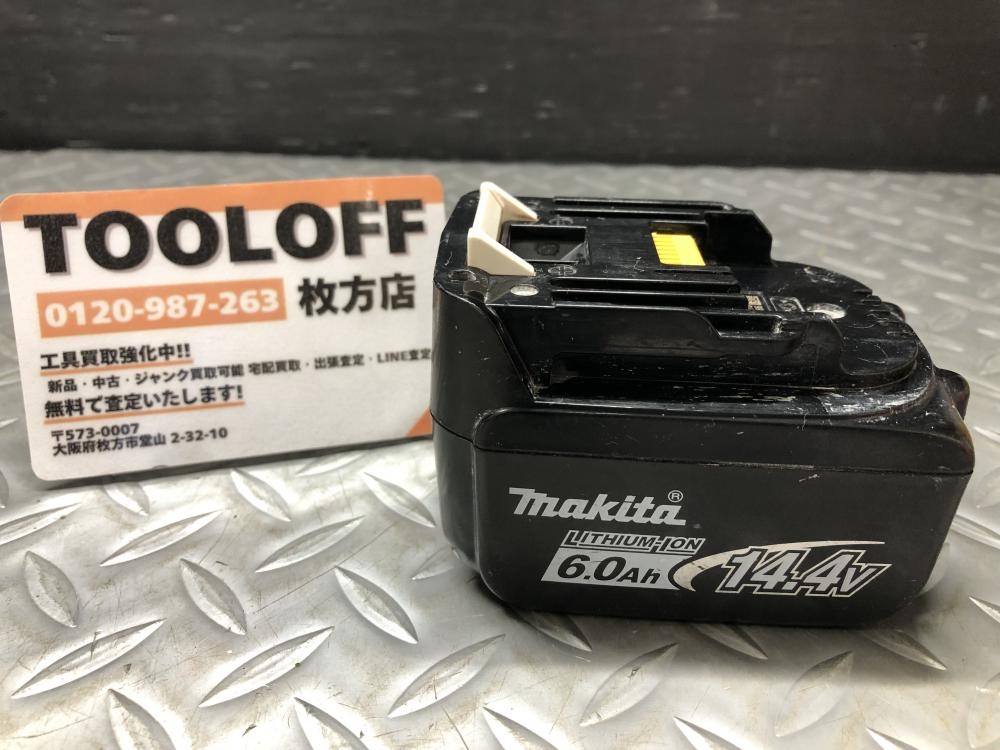 TOOLOFF
0120-987-263 枚方店
工具買取強化中!!
新品・中古・ジャンク買取可能 宅配買取・出張査定・LINE査定
無料で査定いたします!
〒573-0007
大阪府枚方市堂山 2-32-10
makita®
LITHIUM-ION
6.0Ah 14.4V